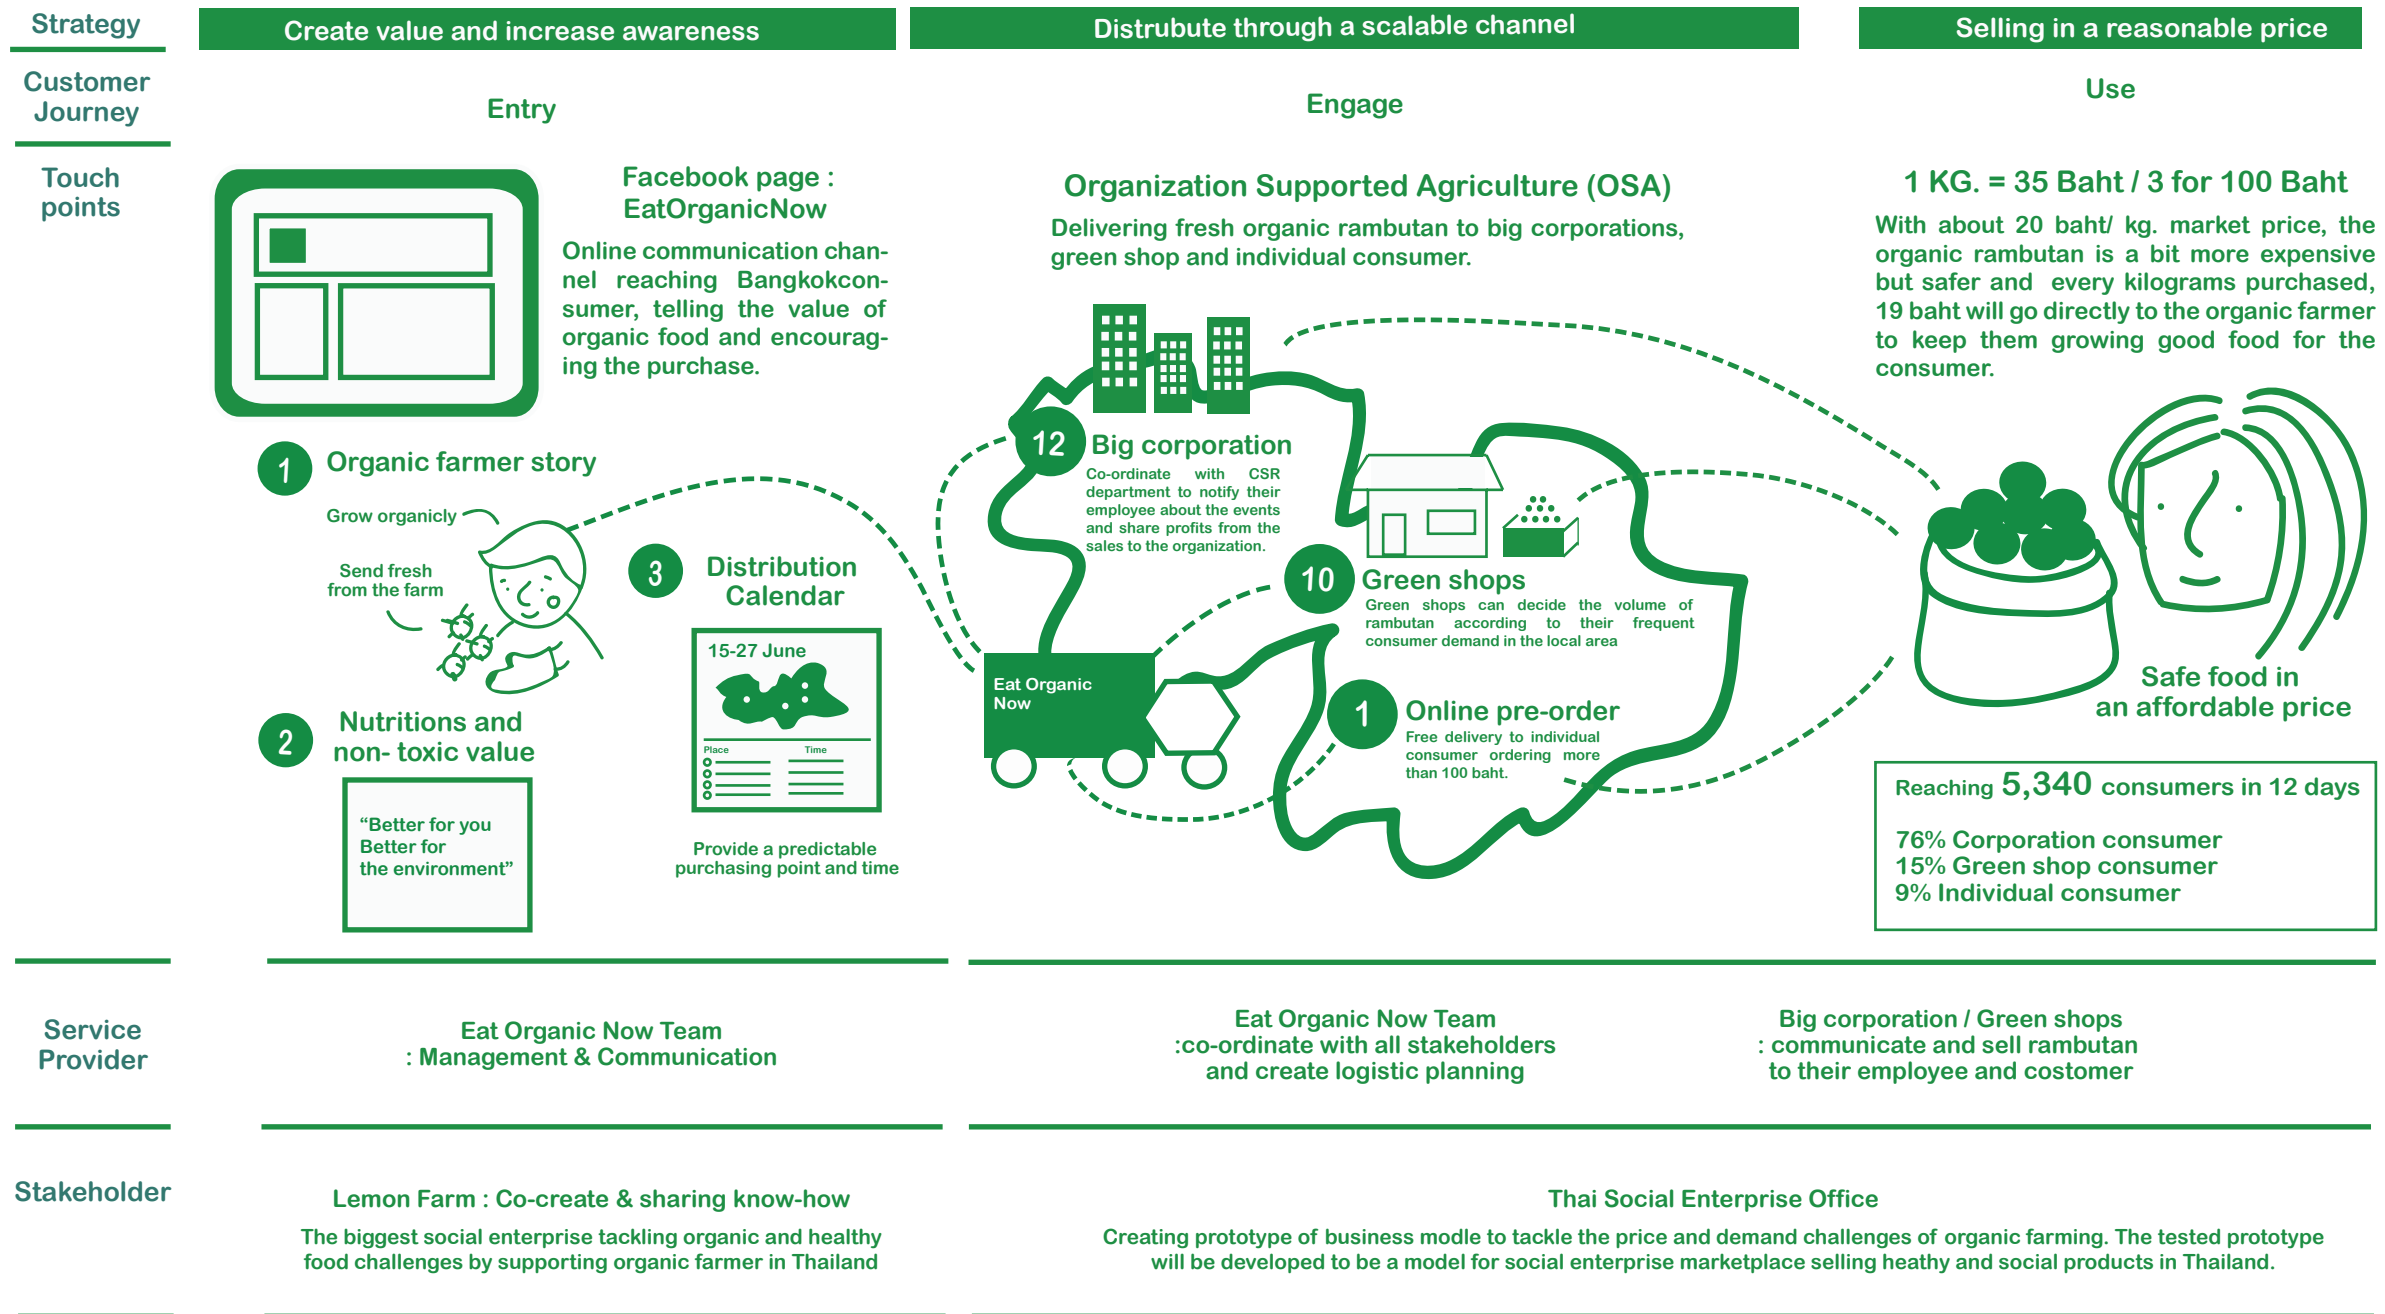 Strategy
Create value and increase awareness
Distrubute through a scalable channel
Selling in a reasonable price
Customer
Journey
Entry
Engage
Use
Touch
points
Facebook page :
EatOrganicNow
Online communication chan-
nel reaching Bangkokcon-
sumer, telling the value of
organic food and encourag-
ing the purchase.
1
Organic farmer story
Grow organicly
Send fresh
from the farm
2
Nutritions and
non- toxic value
“Better for you
Better for
the environment”
3
Distribution
Calendar
15-27 June
Place Time
Provide a predictable
purchasing point and time
Organization Supported Agriculture (OSA)
Delivering fresh organic rambutan to big corporations,
green shop and individual consumer.
12
Big corporation
Co-ordinate with CSR
department to notify their
employee about the events
and share profits from the
sales to the organization.
10
Green shops
Green shops can decide the volume of
rambutan according to their frequent
consumer demand in the local area
Eat Organic
Now
1
Online pre-order
Free delivery to individual
consumer ordering more
than 100 baht.
1 KG. = 35 Baht / 3 for 100 Baht
With about 20 baht/ kg. market price, the
organic rambutan is a bit more expensive
but safer and every kilograms purchased,
19 baht will go directly to the organic farmer
to keep them growing good food for the
consumer.
Safe food in
an affordable price
Reaching 5,340 consumers in 12 days
76% Corporation consumer
15% Green shop consumer
9% Individual consumer
Service
Provider
Eat Organic Now Team
: Management & Communication
Eat Organic Now Team
:co-ordinate with all stakeholders
and create logistic planning
Big corporation / Green shops
: communicate and sell rambutan
to their employee and costomer
Stakeholder
Lemon Farm : Co-create & sharing know-how
The biggest social enterprise tackling organic and healthy
food challenges by supporting organic farmer in Thailand
Thai Social Enterprise Office
Creating prototype of business modle to tackle the price and demand challenges of organic farming. The tested prototype
will be developed to be a model for social enterprise marketplace selling heathy and social products in Thailand.